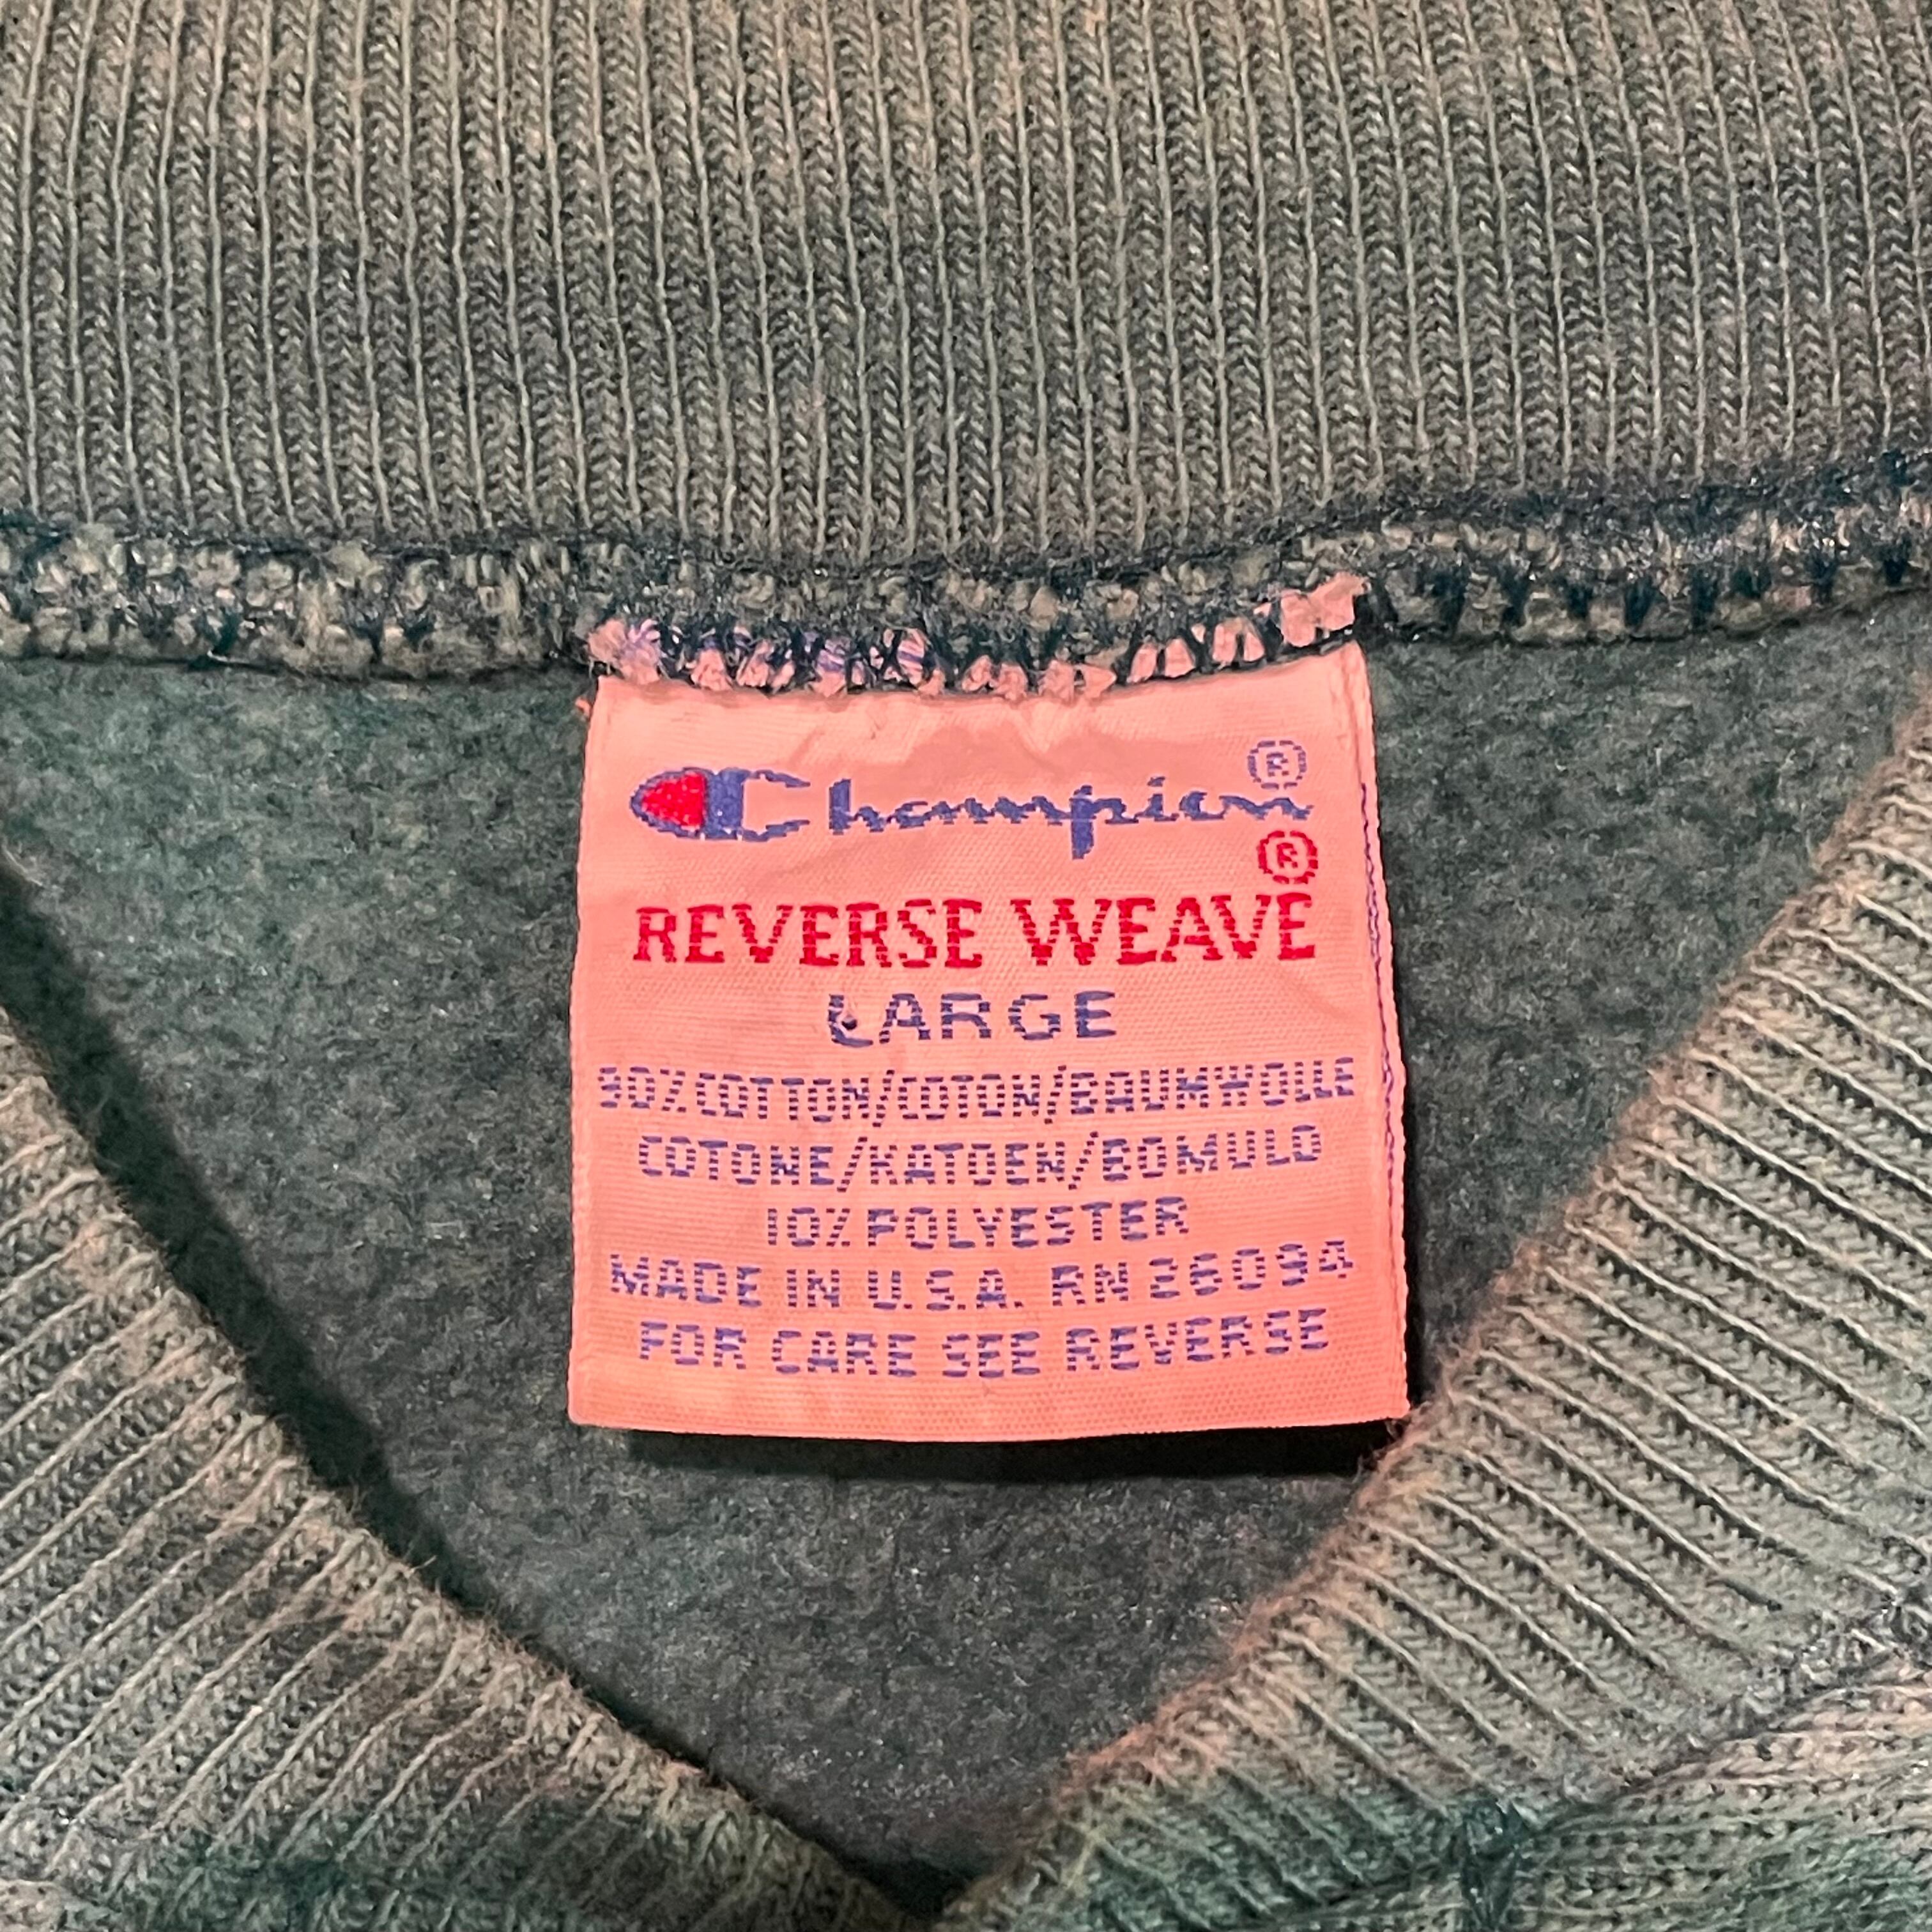 Champion®
REVERSE WEAVE®
LARGE
90% COTTON/COTON/BAUMWOLLE
COTONE/KATOEN/BOMULD
10% POLYESTER
MADE IN U.S.A. RN 26094
FOR CARE SEE REVERSE